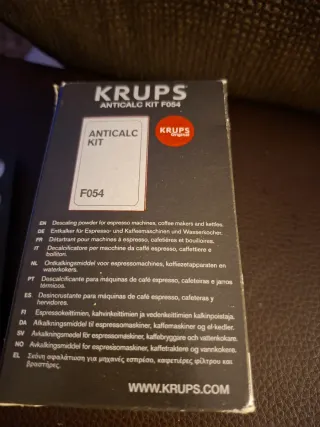 KRUPS
ANTICALC KIT F054
ANTICALC
KIT
KRUPS
original
F054
EN Descaling powder for espresso machines, coffee makers and kettles.
DE Entkalker für Espresso- und Kaffeemaschinen und Wasserkocher.
FR Détartrant pour machines à espresso, cafetières et bouilloires.
IT Decalcificatore per macchine da caffè espresso, caffettiere e
bollitori.
NL Ontkalkingsmiddel voor espressomachines, koffiezetapparaten en
waterkokers.
PT Descalcificante para máquinas de café espresso, cafeteiras e jarros
térmicos.
ES Desincrustante para máquinas de café espresso, cafeteras y
hervidores.
FI Espressokeittimien, kahvinkeittimien ja vedenkeittimien kalkinpoistaja.
DA Afkalkningsmiddel til espressomaskiner, kaffemaskiner og el-kedler.
SV Avkalkningsmedel för espressomaskiner, kaffebryggare och vattenkokare.
NO Avkalkingsmiddel for espressomaskiner, kaffetraktere og vannkokere.
EL Σκόνη αφαλάτωσης για μηχανές εσπρέσο, καφετιέρες φίλτρου και
βραστήρες.
WWW.KRUPS.COM